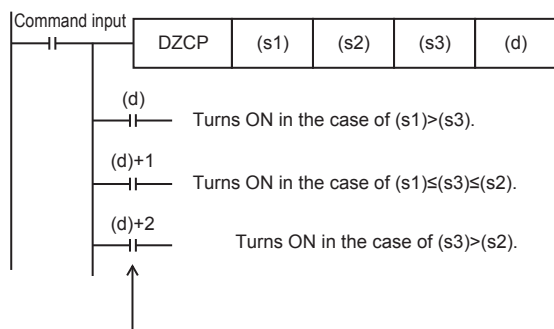 Command input
DZCP (s1) (s2) (s3) (d)
(d)
Turns ON in the case of (s1)>(s3).
(d)+1
Turns ON in the case of (s1)≤(s3)≤(s2).
(d)+2
Turns ON in the case of (s3)>(s2).